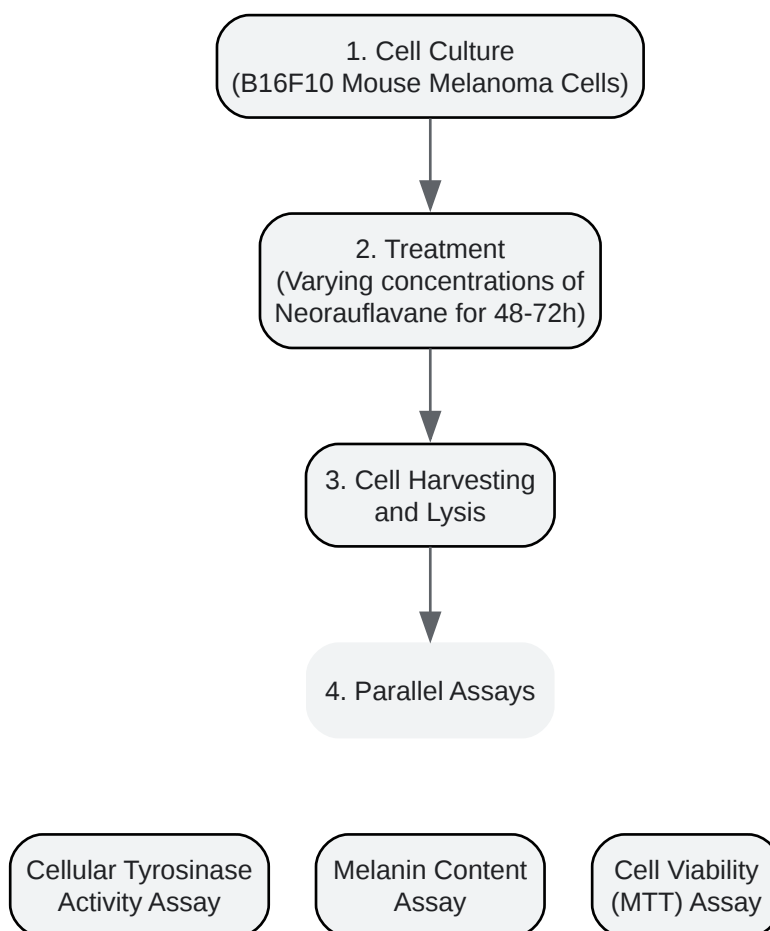 1. Cell Culture
(B16F10 Mouse Melanoma Cells)
2. Treatment
(Varying concentrations of
Neorauflavane for 48-72h)
3. Cell Harvesting
and Lysis
4. Parallel Assays
Cellular Tyrosinase
Activity Assay
Melanin Content
Assay
Cell Viability
(MTT) Assay